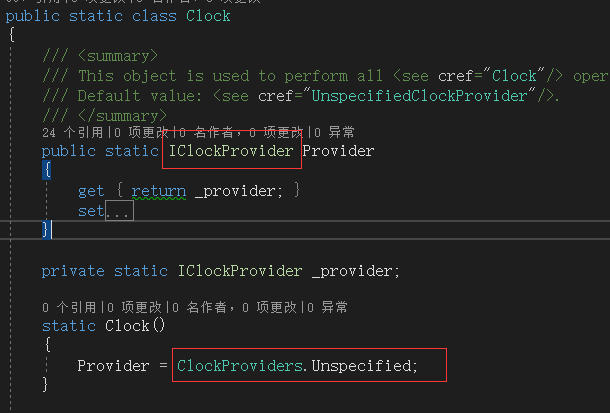 public static class Clock
{
/// <summary>
/// This object is used to perform all <see cref="Clock"/> oper
/// Default value: <see cref="UnspecifiedClockProvider"/>.
/// </summary>
24 个引用|0 项更改|0 名作者，0 项更改|0 异常
public static IClockProvider Provider
{
get { return _provider; }
set...
}
private static IClockProvider _provider;
0 个引用|0 项更改|0 名作者，0 项更改|0 异常
static Clock()
{
Provider = ClockProviders.Unspecified;
}